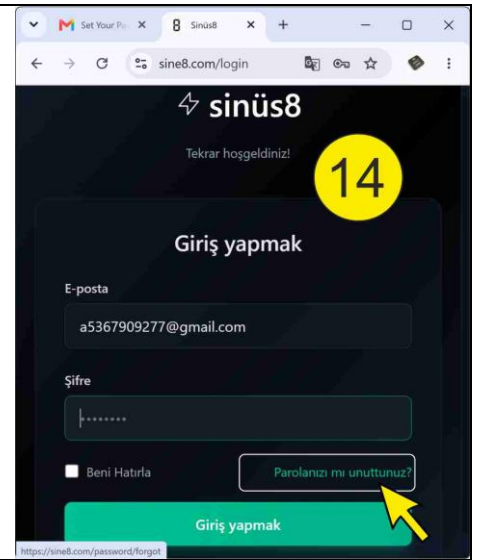 Set Your Pa
Sinüs8
sine8.com/login
sinüs8
Tekrar hoşgeldiniz!
14
Giriş yapmak
E-posta
a5367909277@gmail.com
Şifre
Beni Hatırla
Parolanızı mı unuttunuz?
Giriş yapmak
https://sine8.com/password/forgot